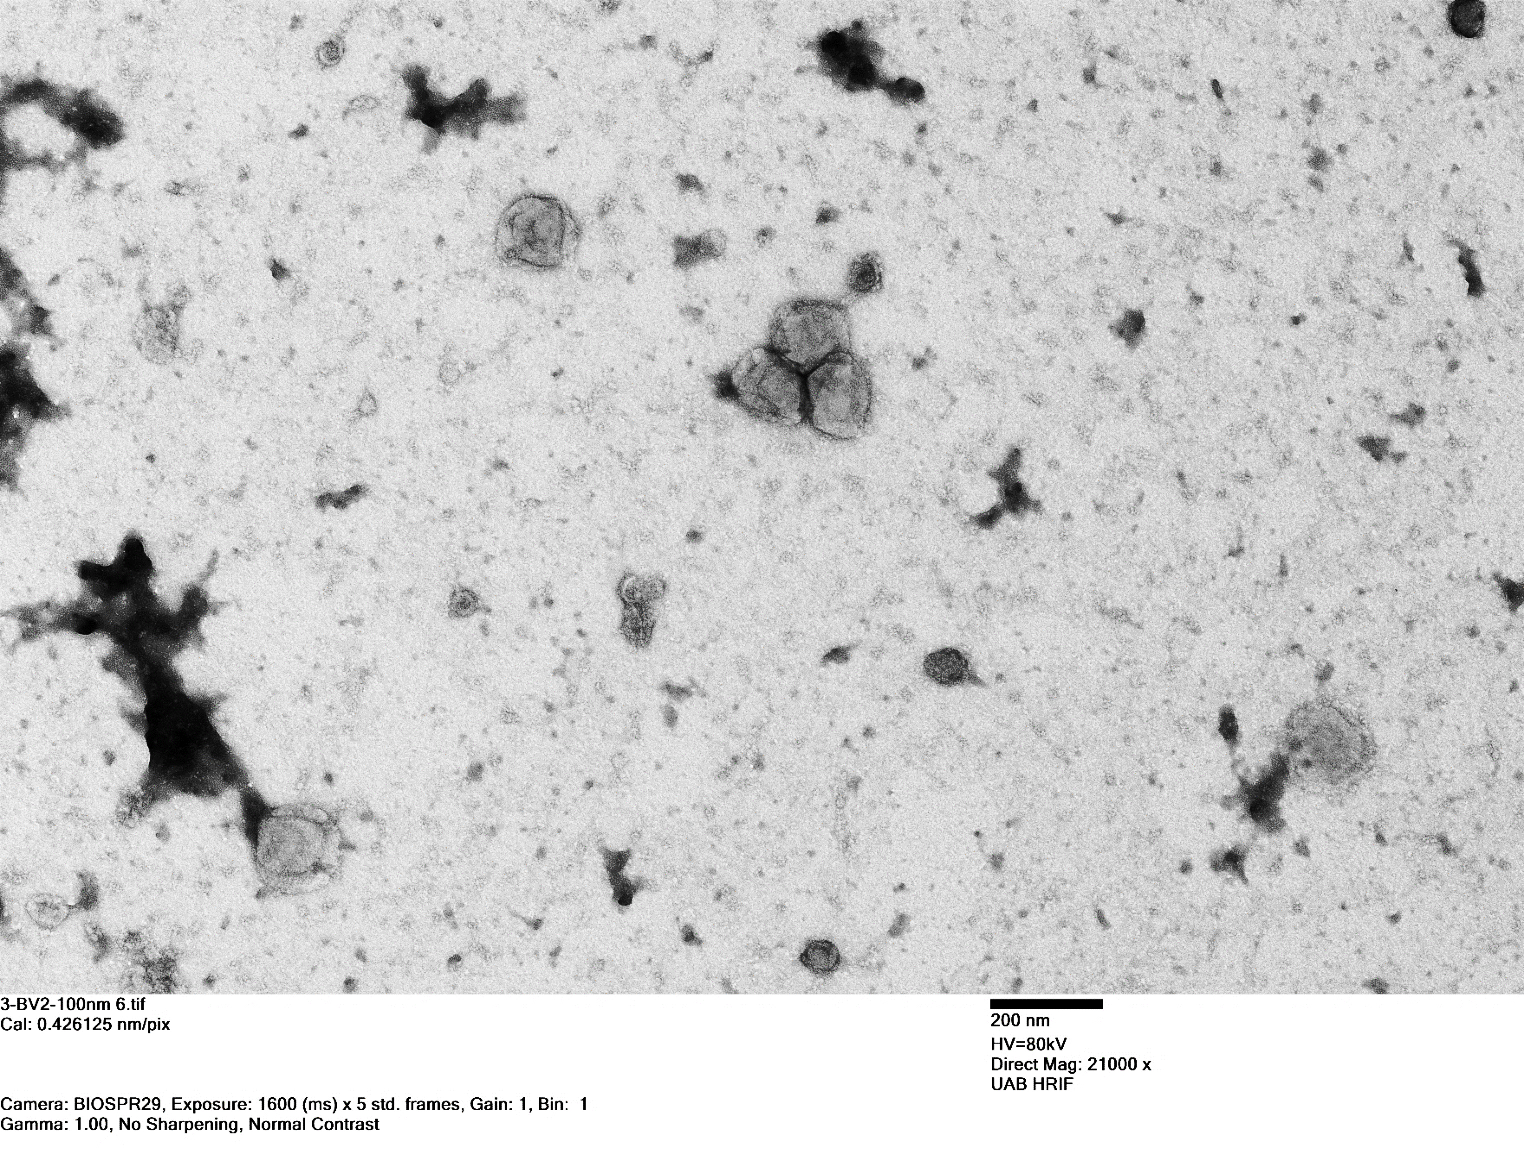 3-BV2-100nm 6.tif
Cal: 0.426125 nm/pix
200 nm
HV=80kV
Direct Mag: 21000 x
UAB HRIF
Camera: BIOSPR29, Exposure: 1600 (ms) x 5 std. frames, Gain: 1, Bin: 1
Gamma: 1.00, No Sharpening, Normal Contrast